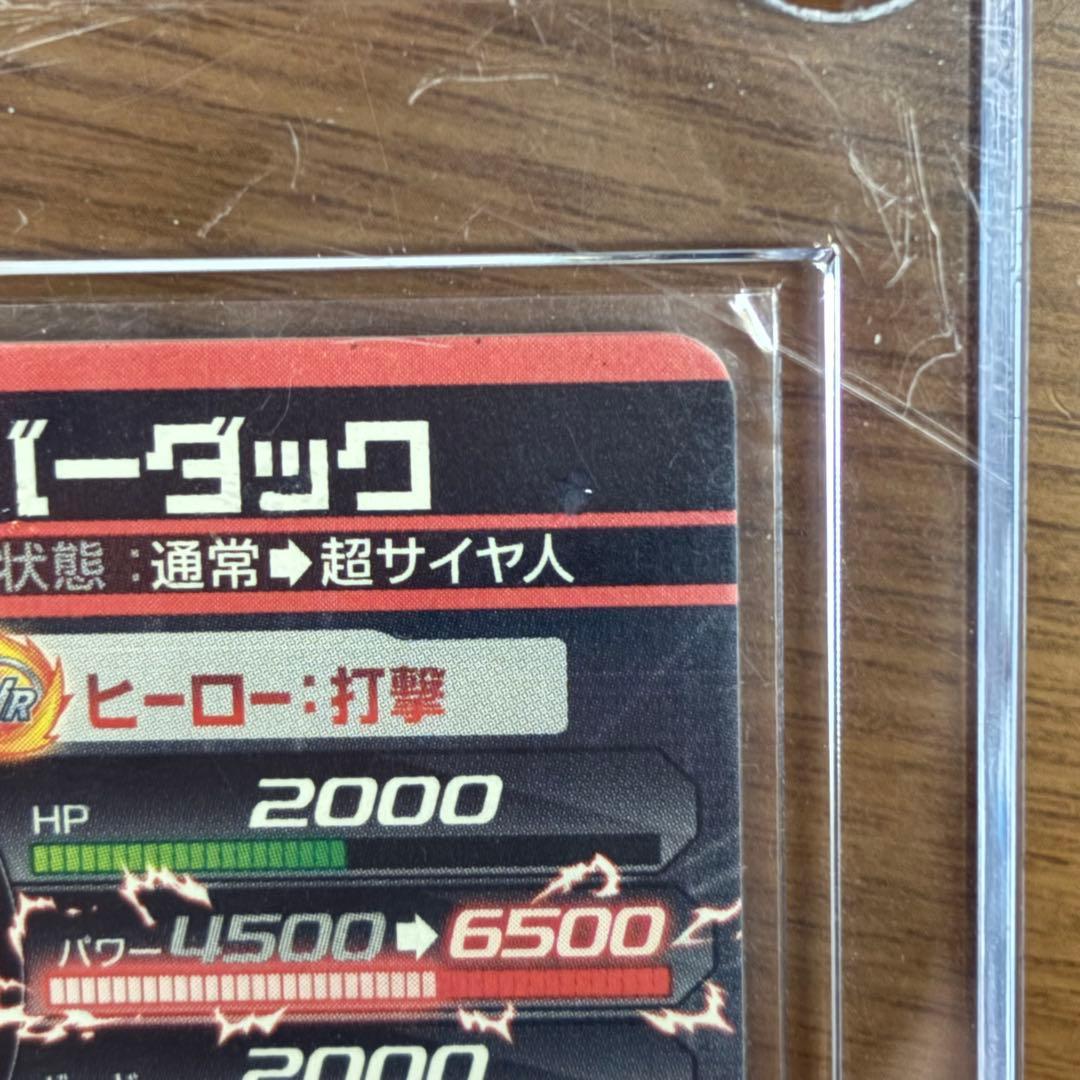 バーダック
状態：通常➡超サイヤ人
ヒーロー：打撃
HP 2000
パワー 4500➡6500
2000